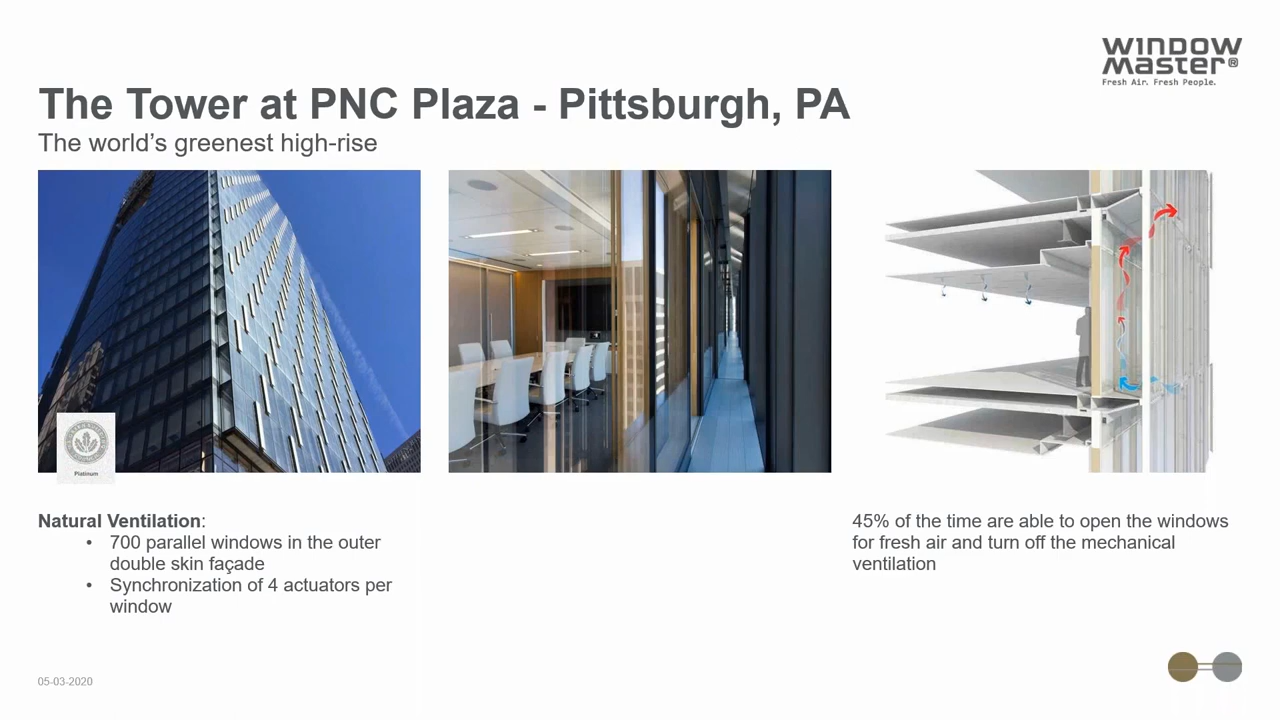 WINDOW
Master®
Fresh Air. Fresh People.
The Tower at PNC Plaza - Pittsburgh, PA
The world’s greenest high-rise
Platinum
Natural Ventilation:
• 700 parallel windows in the outer
double skin façade
• Synchronization of 4 actuators per
window
45% of the time are able to open the windows
for fresh air and turn off the mechanical
ventilation
05-03-2020